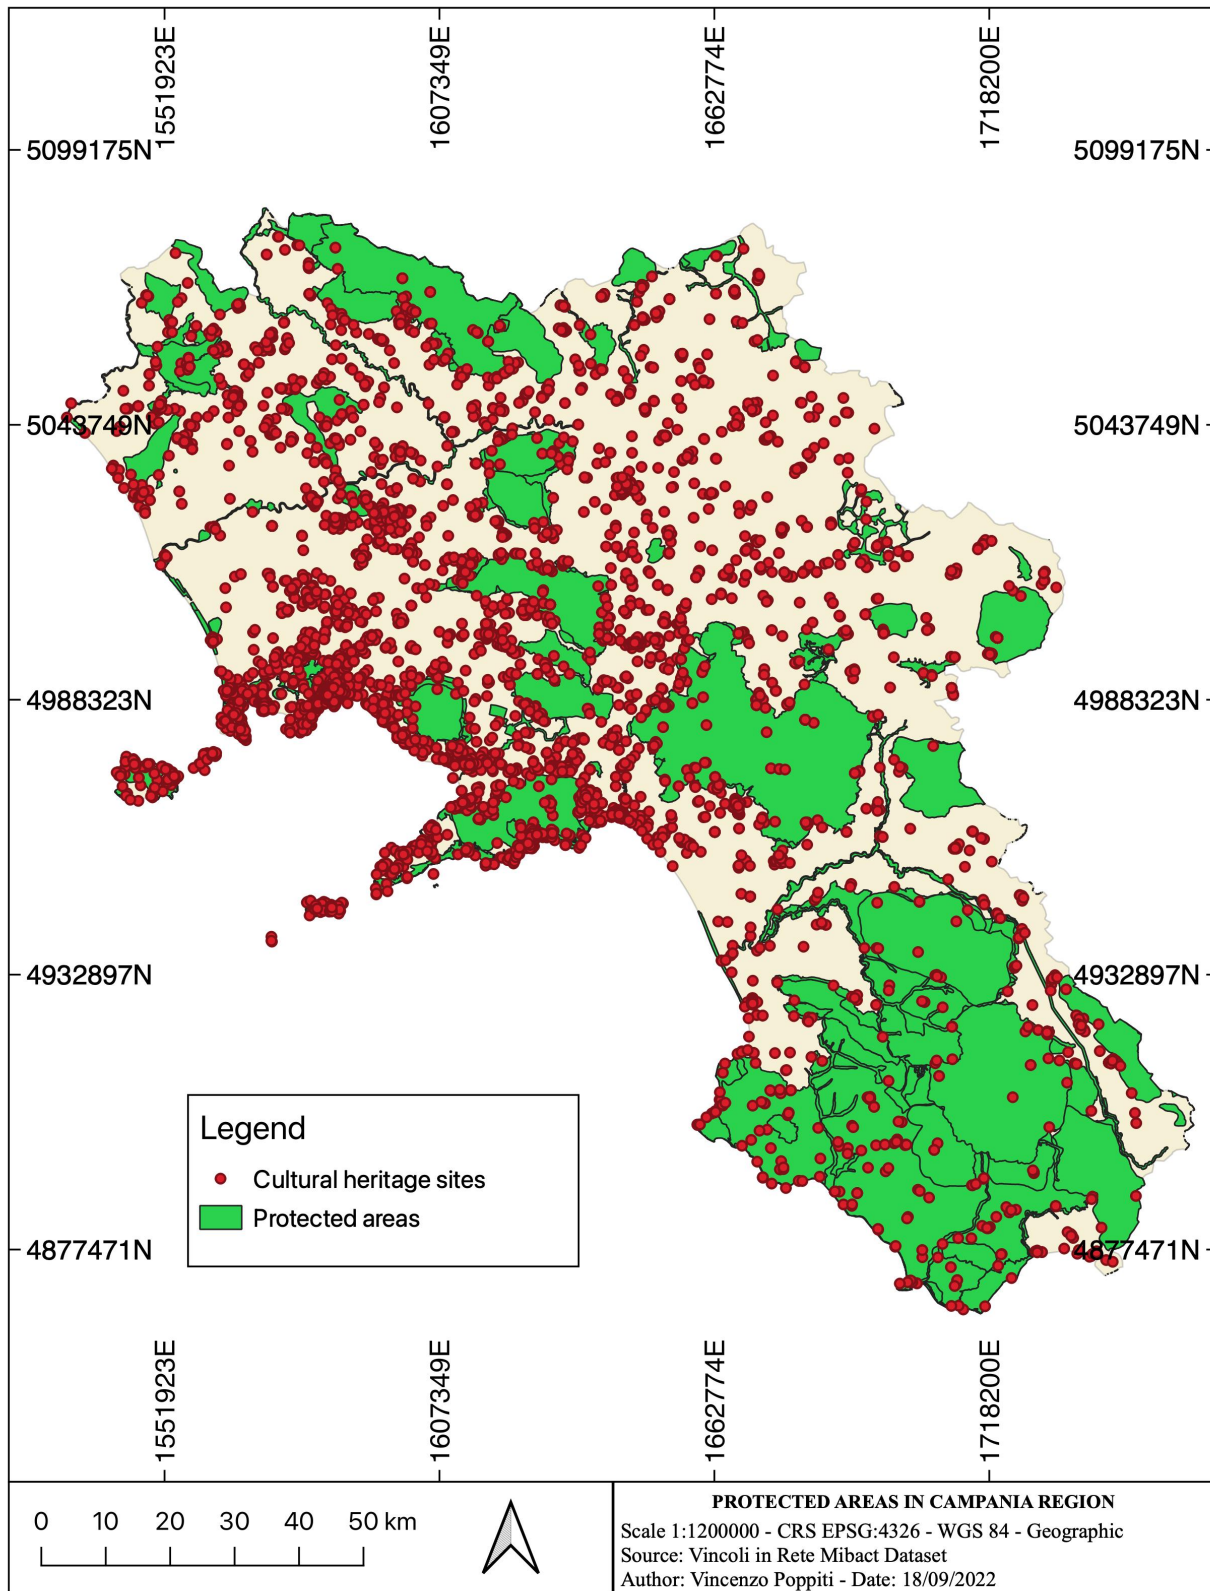 1551923E
1607349E
1662774E
1718200E
5099175N
5099175N
5043749N
5043749N
4988323N
4988323N
4932897N
4932897N
Legend
Cultural heritage sites
Protected areas
4877471N
4877471N
1551923E
1607349E
1662774E
1718200E
0 10 20 30 40 50 km
PROTECTED AREAS IN CAMPANIA REGION
Scale 1:1200000 - CRS EPSG:4326 - WGS 84 - Geographic
Source: Vincoli in Rete Mibact Dataset
Author: Vincenzo Poppiti - Date: 18/09/2022